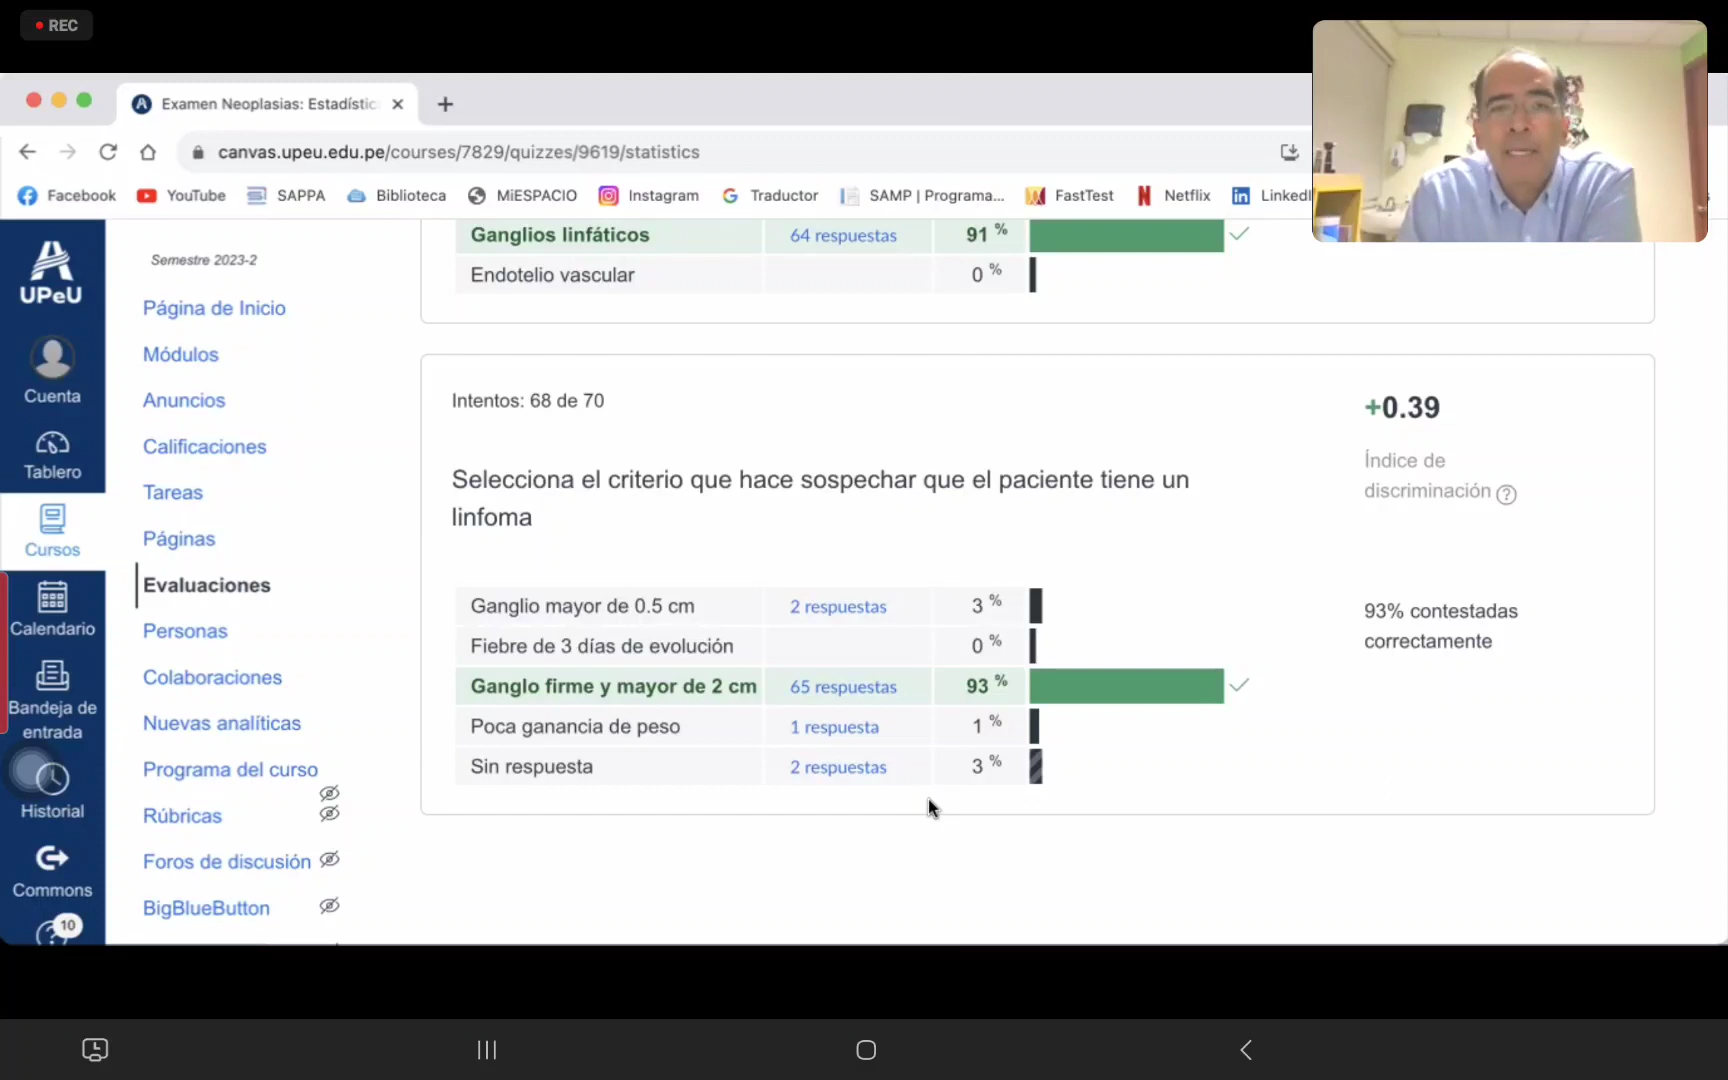 REC
Examen Neoplasias: Estadístic
canvas.upeu.edu.pe/courses/7829/quizzes/9619/statistics
Facebook
YouTube
SAPPA
Biblioteca
MiESPACIO
Instagram
Traductor
SAMP | Programa...
FastTest
Netflix
LinkedI
UPeU
Cuenta
Tablero
Cursos
Calendario
Bandeja de
entrada
Historial
Commons
10
Semestre 2023-2
Página de Inicio
Módulos
Anuncios
Calificaciones
Tareas
Páginas
Evaluaciones
Personas
Colaboraciones
Nuevas analíticas
Programa del curso
Rúbricas
Foros de discusión
BigBlueButton
Ganglios linfáticos 64 respuestas 91 %
Endotelio vascular 0 %
Intentos: 68 de 70
+0.39
Índice de
discriminación ?
Selecciona el criterio que hace sospechar que el paciente tiene un
linfoma
Ganglio mayor de 0.5 cm 2 respuestas 3 %
Fiebre de 3 días de evolución 0 %
Ganglo firme y mayor de 2 cm 65 respuestas 93 %
Poca ganancia de peso 1 respuesta 1 %
Sin respuesta 2 respuestas 3 %
93% contestadas
correctamente